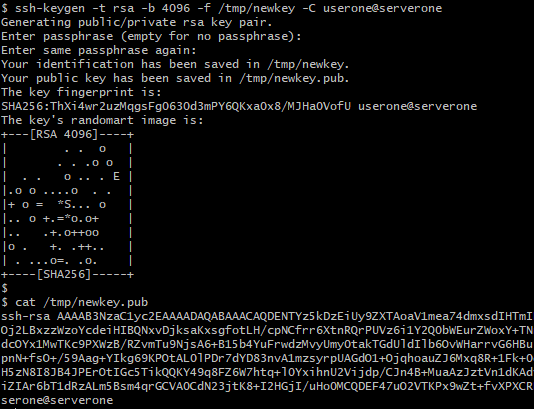 $ ssh-keygen -t rsa -b 4096 -f /tmp/newkey -C userone@serverone
Generating public/private rsa key pair.
Enter passphrase (empty for no passphrase):
Enter same passphrase again:
Your identification has been saved in /tmp/newkey.
Your public key has been saved in /tmp/newkey.pub.
The key fingerprint is:
SHA256:ThXi4wr2uzMqgsFgO63Od3mPY6QKxaOx8/MJHaOVofU userone@serverone
The key's randomart image is:
+---[RSA 4096]----+
|         . .  o  |
|        . . .o o |
|  . .   o .. . E |
|.o o ....o  . .  |
|+ o =  *S... o   |
|.. o +.=*o.o+    |
|..   .+.o++oo    |
|o .   +. .++..   |
| . ...o=. .o.    |
+----[SHA256]-----+
$
$ cat /tmp/newkey.pub
ssh-rsa AAAAB3NzaC1yc2EAAAADAQABAAACAQDENTYz5kDzEiUy9ZXTAoaV1mea74dmxsdIHTmI
Oj2LBxzzWzoYcdeiHIBQNxvDjksaKxsgfotLH/cpNCfrr6XtnRQrPUVz6i1Y2QObWEurZWoxY+TN
dcOYx1MwTKc9PXWzB/RZvmTu9NjsA6+B15b4YuFrwdzMvyUmyOtakTGdUldIlb6OvWHarrvG6HBu
pnN+fsO+/59Aag+YIkg69KPOtALOlPDr7dYD83nvA1mzsyrpUAGdO1+OjqhoauZJ6Mxq8R+1Fk+O
H5zN8I8JB4JPErOtIGc5TikQQKY49q8FZ6W7htq+lOYxihnU2Vijdp/CJn4B+MuaAzJztVn1dKAd
iZIAr6bT1dRzALm5Bsm4qrGCVAOCdN23jtK8+I2HGjI/uHoOMCQDEF47uO2VTKPx9wZt+fvXPXCR
serone@serverone